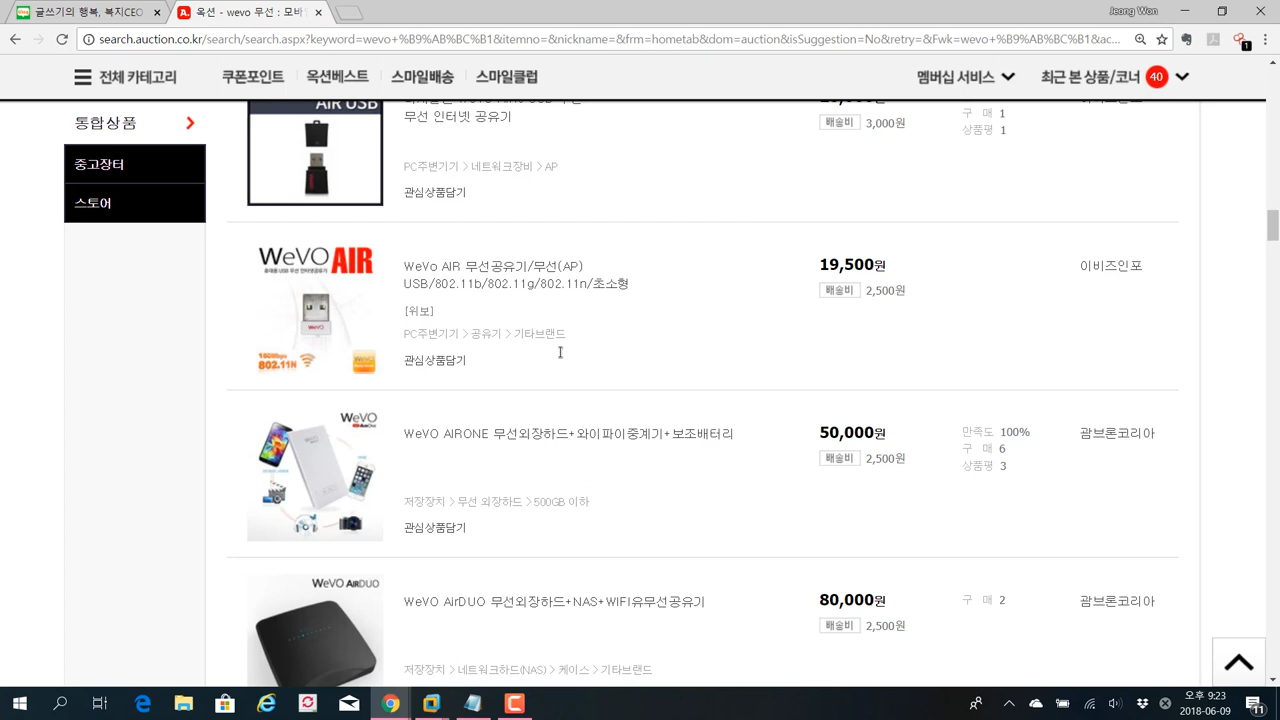 글쓰기의 행복, 복지CEO
옥션 - wevo 무선 : 모바
Jeong Won
search.auction.co.kr/search/search.aspx?keyword=wevo+%B9%AB%BC%B1&itemno=&nickname=&frm=hometab&dom=auction&isSuggestion=No&retry=&Fwk=wevo+%B9%AB%BC%B1&ac...
전체 카테고리
쿠폰포인트
옥션베스트
스마일배송
스마일클럽
멤버십 서비스
최근 본 상품/코너
40
통합상품
중고장터
스토어
AIR USB
무선 인터넷 공유기
배송비 3,000원
구 매 1
상품평 1
PC주변기기 > 네트워크장비 > AP
관심상품담기
WeVO AIR
휴대용 USB 무선 인터넷공유기
WeVO
150Mbps
802.11N
WeVo AIR 무선공유기/무선(AP)
USB/802.11b/802.11g/802.11n/초소형
[위보]
PC주변기기 > 공유기 > 기타브랜드
관심상품담기
19,500원
배송비 2,500원
이비즈인포
WeVO
WeVO AIRONE 무선외장하드+와이파이중계기+보조배터리
저장장치 > 무선 외장하드 > 500GB 이하
관심상품담기
50,000원
배송비 2,500원
만족도 100%
구 매 6
상품평 3
팜브론코리아
WeVO AIRDUO
WeVO AirDUO 무선외장하드+NAS+WIFI유무선공유기
저장장치 > 네트워크하드(NAS) > 케이스 > 기타브랜드
80,000원
배송비 2,500원
구 매 2
팜브론코리아
오후 9:23
2018-06-09
11